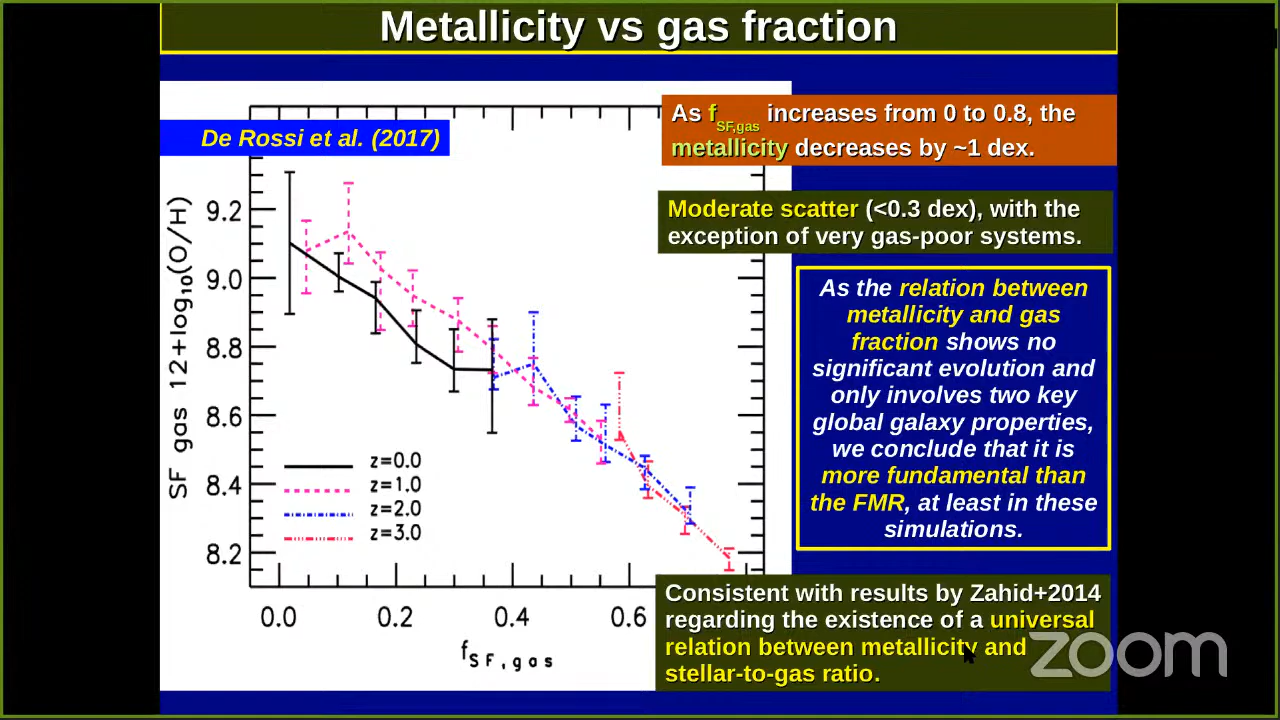 Metallicity vs gas fraction
De Rossi et al. (2017)
As fSF,gas increases from 0 to 0.8, the
metallicity decreases by ~1 dex.
Moderate scatter (<0.3 dex), with the
exception of very gas-poor systems.
As the relation between
metallicity and gas
fraction shows no
significant evolution and
only involves two key
global galaxy properties,
we conclude that it is
more fundamental than
the FMR, at least in these
simulations.
Consistent with results by Zahid+2014
regarding the existence of a universal
relation between metallicity and
stellar-to-gas ratio.
SF gas 12+log10(O/H)
9.2
9.0
8.8
8.6
8.4
8.2
z=0.0
z=1.0
z=2.0
z=3.0
0.0 0.2 0.4 0.6
fSF,gas
zoom